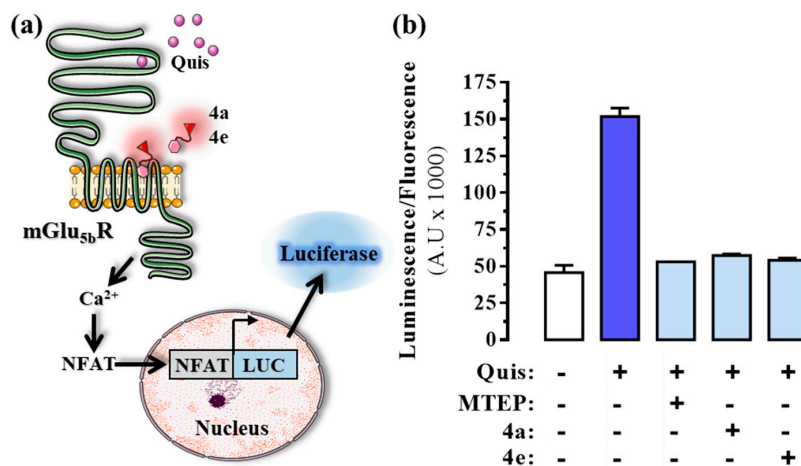 (a)
Quis
4a
4e
mGlu5bR
Ca2+
NFAT
NFAT LUC
Nucleus
Luciferase
(b)
Luminescence/Fluorescence
(A.U x 1000)
175
150
125
100
75
50
25
0
Quis: - + + + +
MTEP: - - + - -
4a: - - - + -
4e: - - - - +